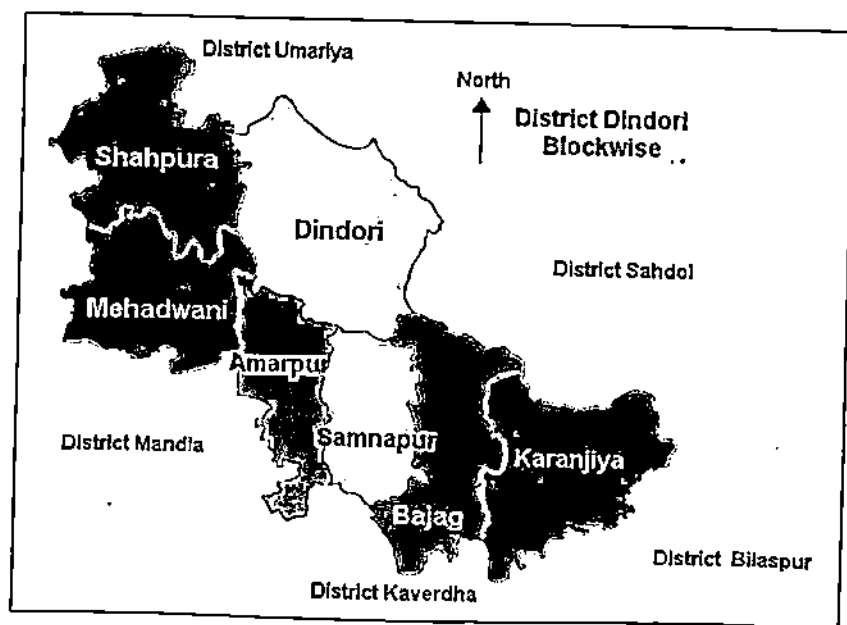 District Umariya
North
District Dindori
Blockwise
Shahpura
Dindori
District Sahdol
Mehadwani
Amarpur
District Mandla
Samnapur
Karanjiya
Bajag
District Bilaspur
District Kaverdha